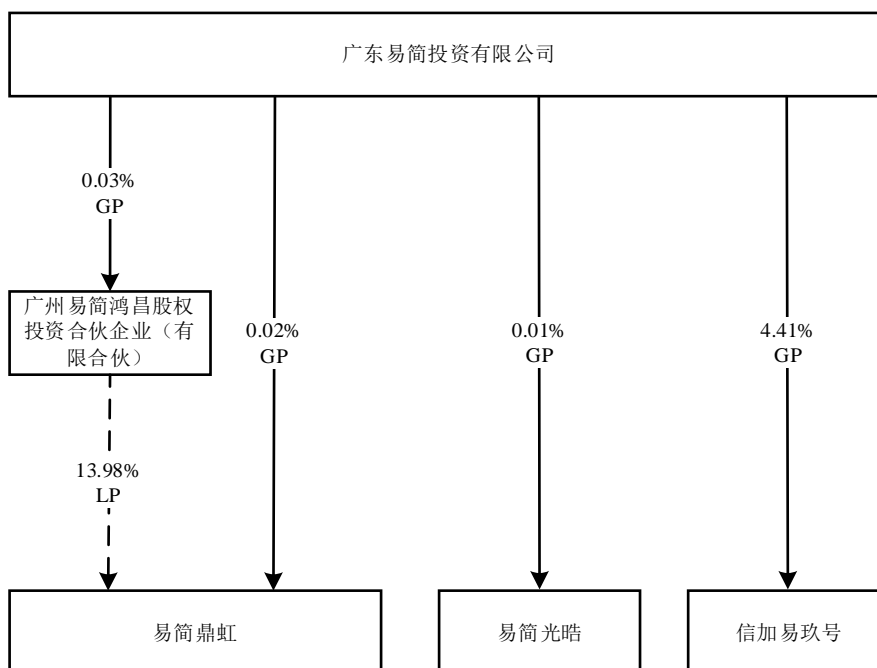 广东易简投资有限公司
0.03%
GP
广州易简鸿昌股权
投资合伙企业（有
限合伙）
0.02%
GP
0.01%
GP
4.41%
GP
13.98%
LP
易简鼎虹
易简光晧
信加易玖号